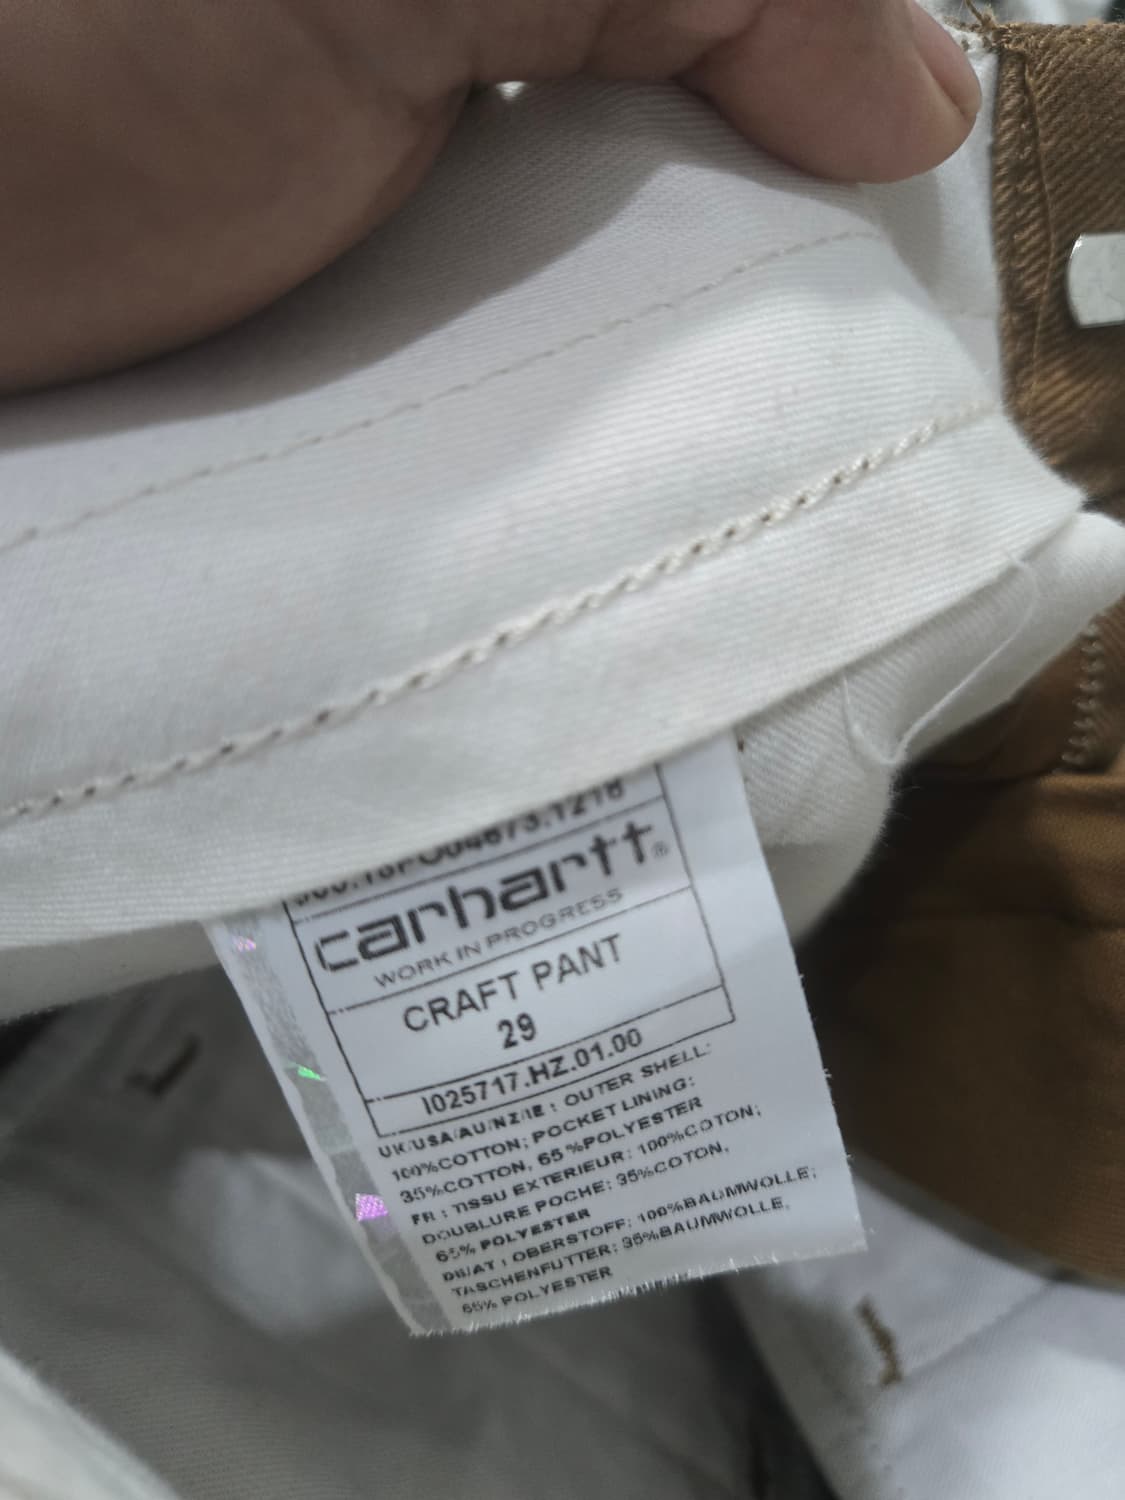 carhartt®
WORK IN PROGRESS
CRAFT PANT
29
I025717.HZ.01.00
UK/USA/AU/NZ/IE : OUTER SHELL:
100%COTTON; POCKET LINING:
35%COTTON, 65%POLYESTER
FR : TISSU EXTERIEUR: 100%COTON;
DOUBLURE POCHE: 35%COTON,
65% POLYESTER
DE/AT : OBERSTOFF: 100%BAUMWOLLE;
TASCHENFUTTER: 35%BAUMWOLLE,
65% POLYESTER